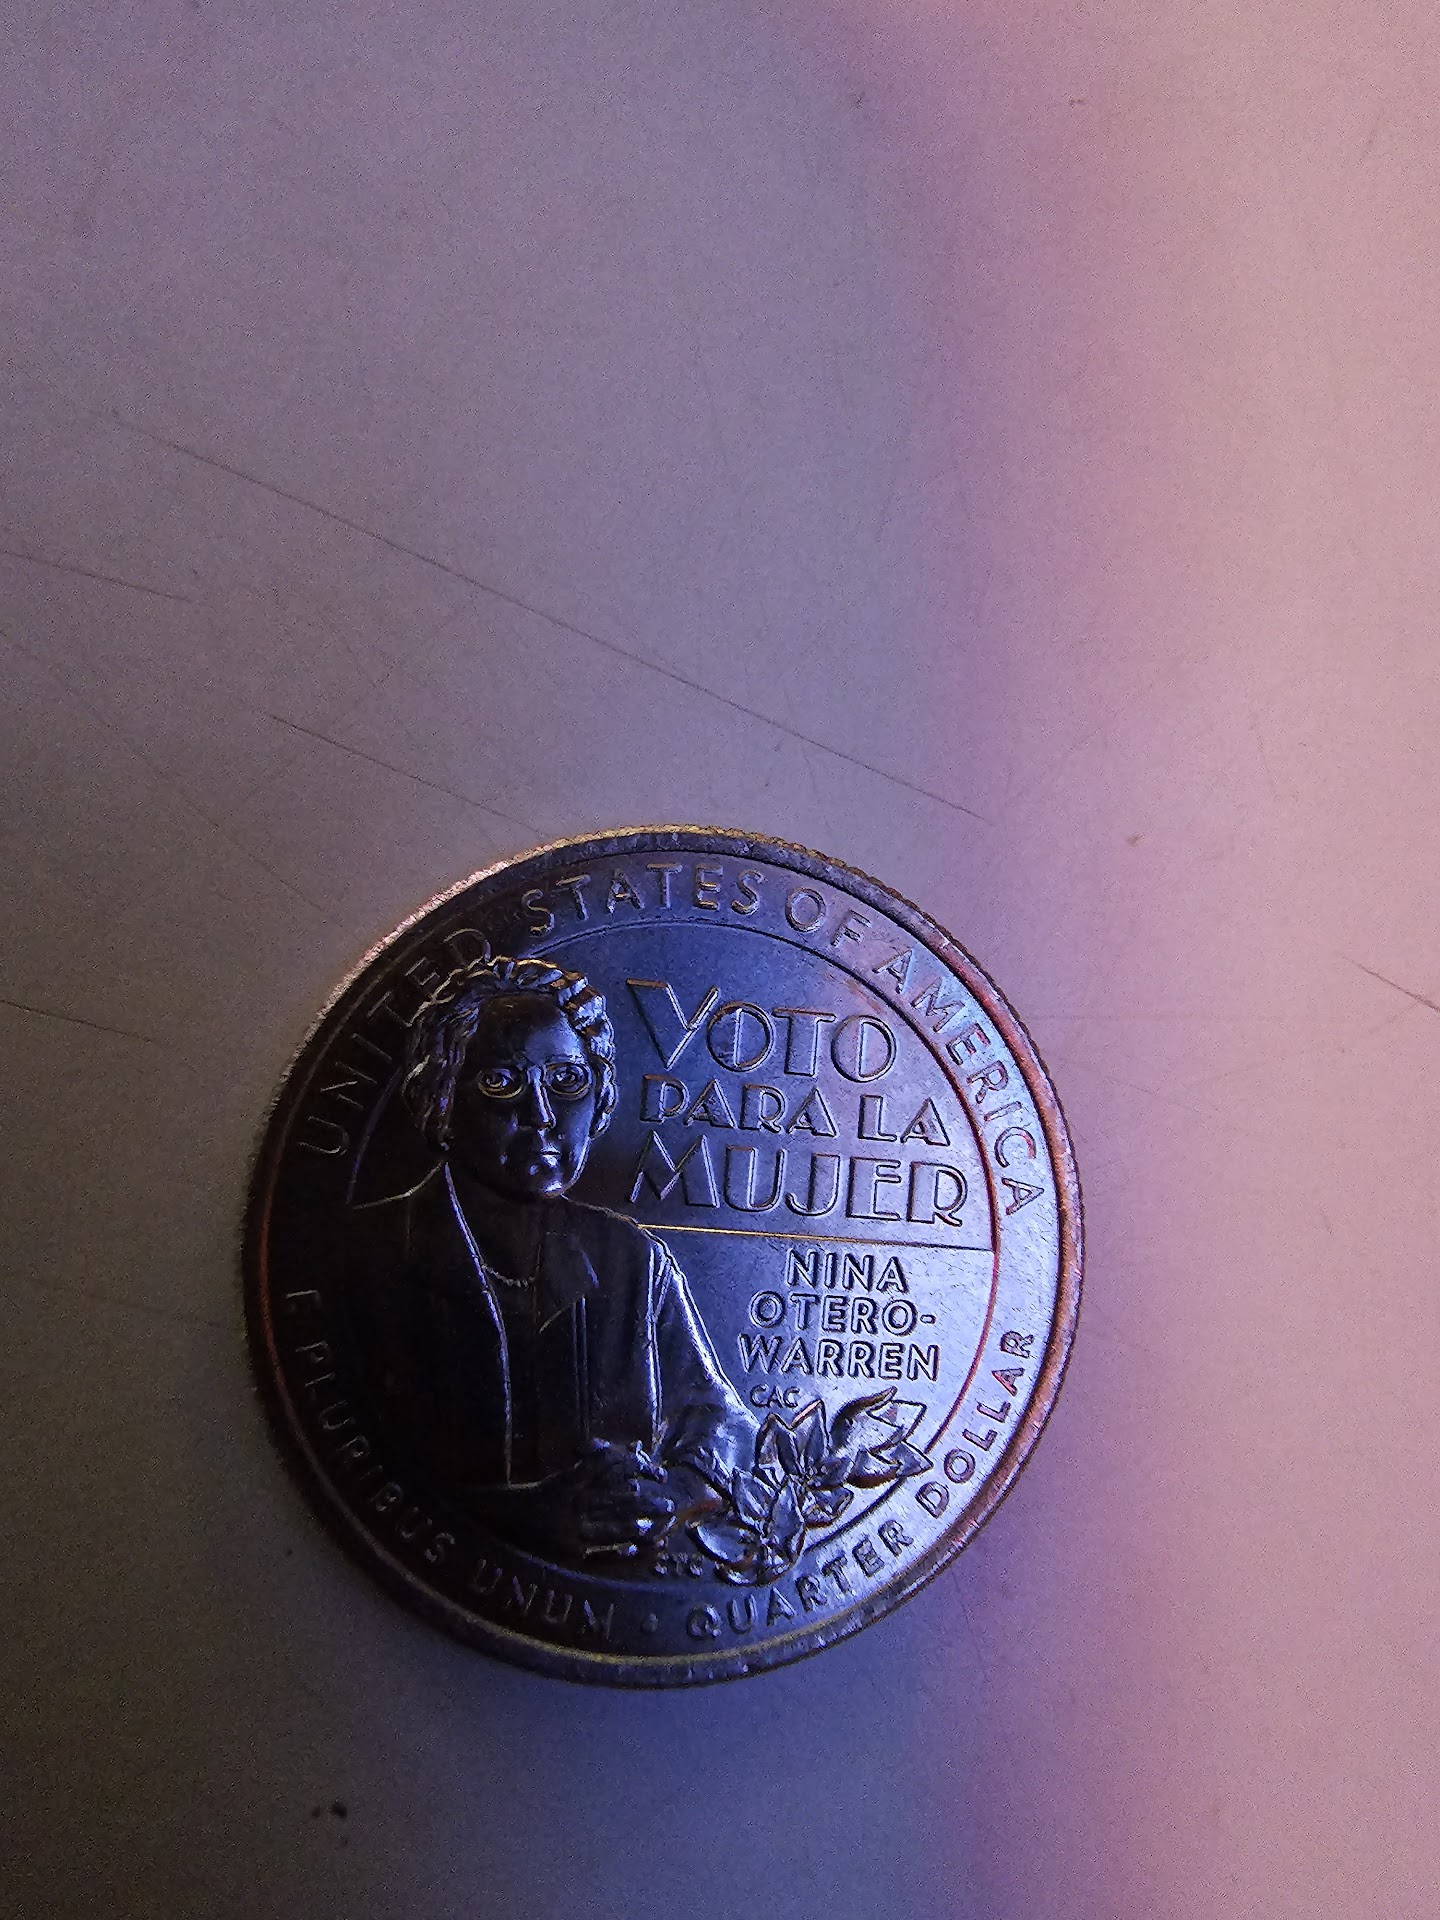 UNITED STATES OF AMERICA
VOTO
PARA LA
MUJER
NINA
OTERO-
WARREN
CAC
E PLURIBUS UNUM • QUARTER DOLLAR